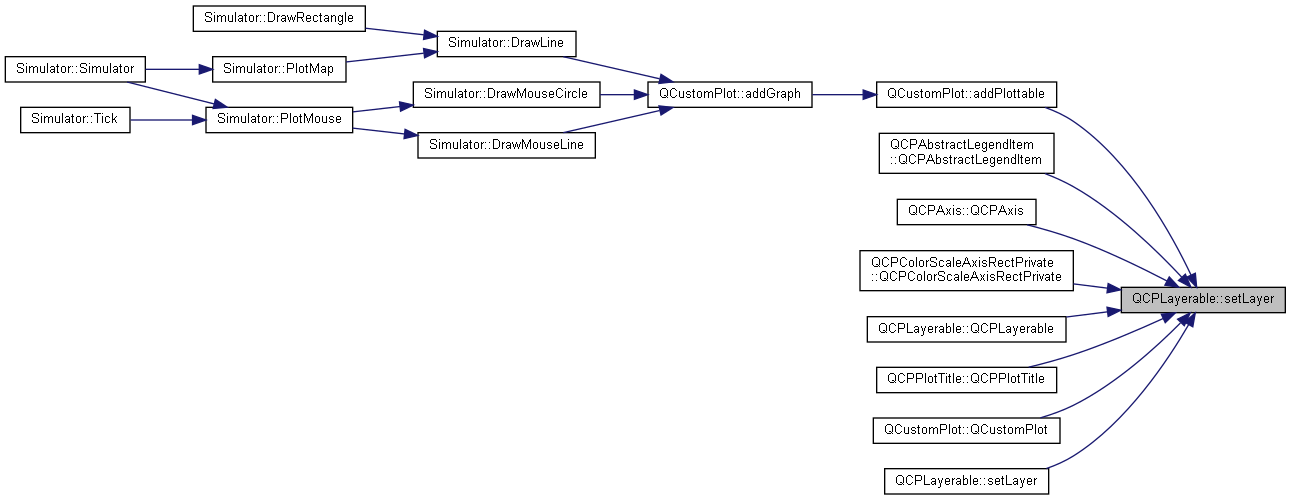 Simulator::DrawRectangle
Simulator::DrawLine
Simulator::Simulator
Simulator::PlotMap
Simulator::DrawMouseCircle
QCustomPlot::addGraph
QCustomPlot::addPlottable
Simulator::Tick
Simulator::PlotMouse
Simulator::DrawMouseLine
QCPAbstractLegendItem
::QCPAbstractLegendItem
QCPAxis::QCPAxis
QCPColorScaleAxisRectPrivate
::QCPColorScaleAxisRectPrivate
QCPLayerable::setLayer
QCPLayerable::QCPLayerable
QCPPlotTitle::QCPPlotTitle
QCustomPlot::QCustomPlot
QCPLayerable::setLayer